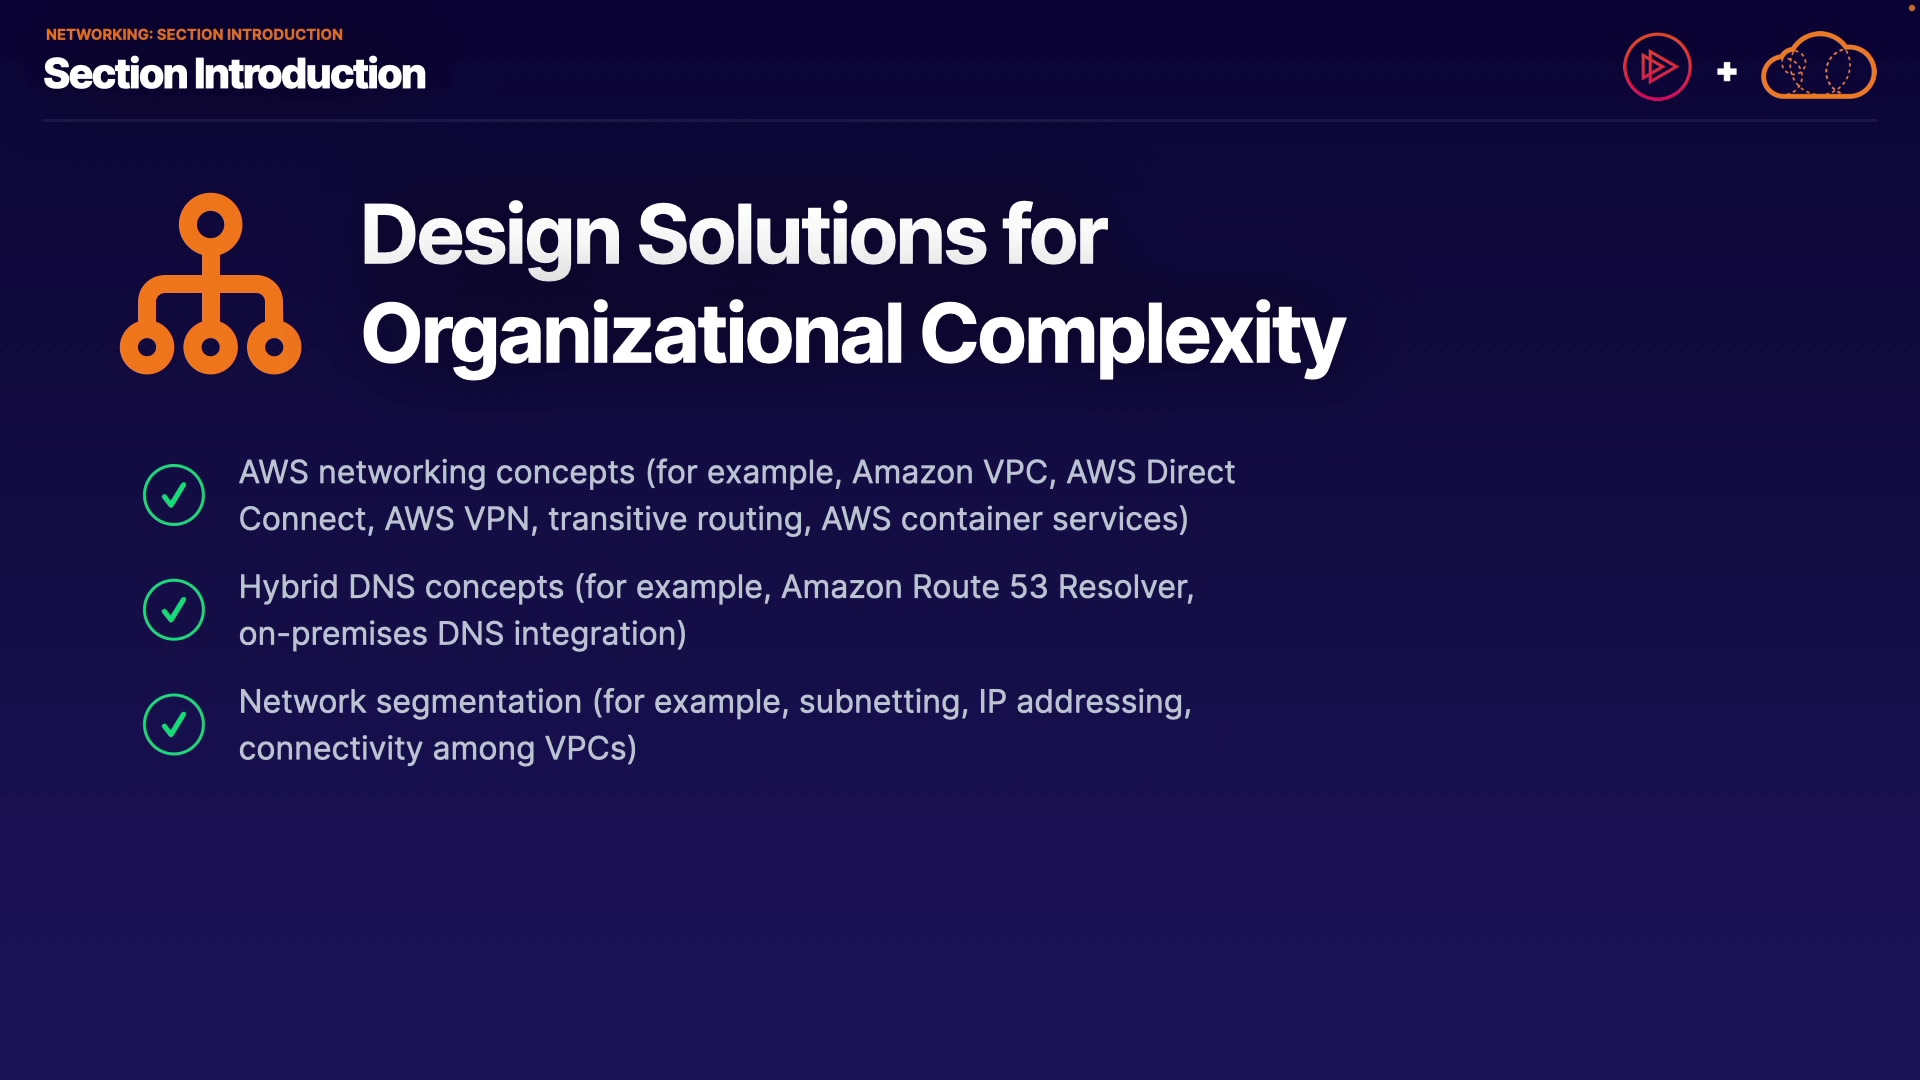 NETWORKING: SECTION INTRODUCTION
Section Introduction
Design Solutions for
Organizational Complexity
AWS networking concepts (for example, Amazon VPC, AWS Direct
Connect, AWS VPN, transitive routing, AWS container services)
Hybrid DNS concepts (for example, Amazon Route 53 Resolver,
on-premises DNS integration)
Network segmentation (for example, subnetting, IP addressing,
connectivity among VPCs)